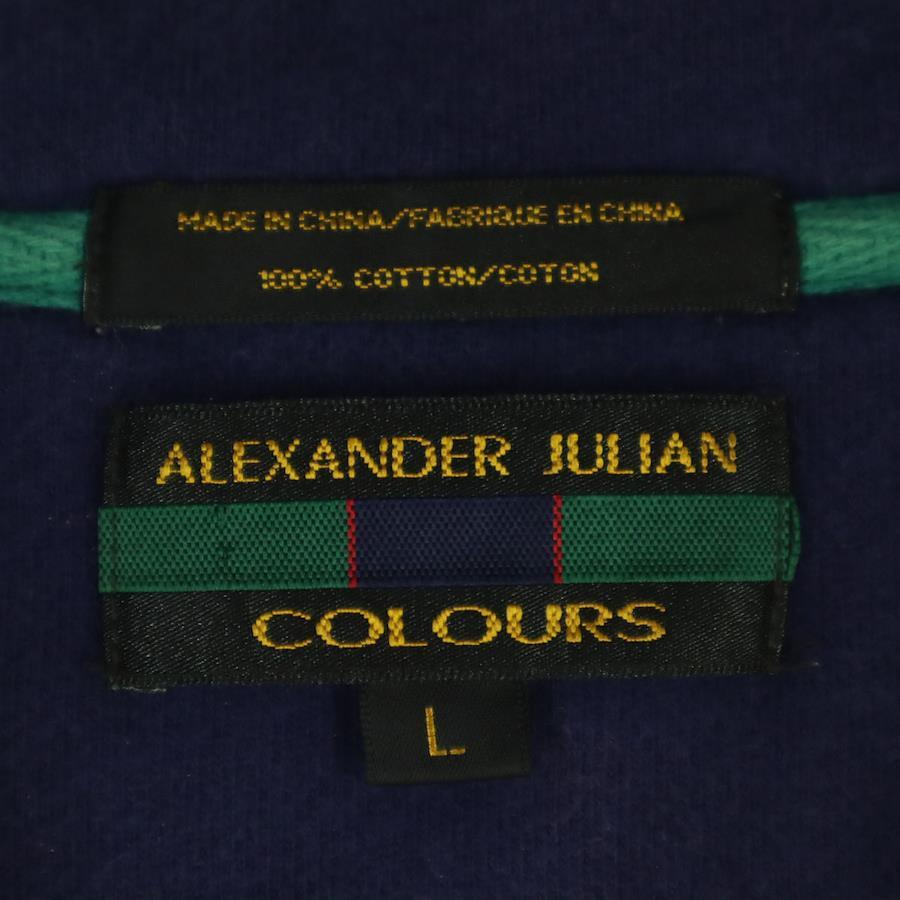 MADE IN CHINA/FABRIQUE EN CHINA
100% COTTON/COTON
ALEXANDER JULIAN
COLOURS
L